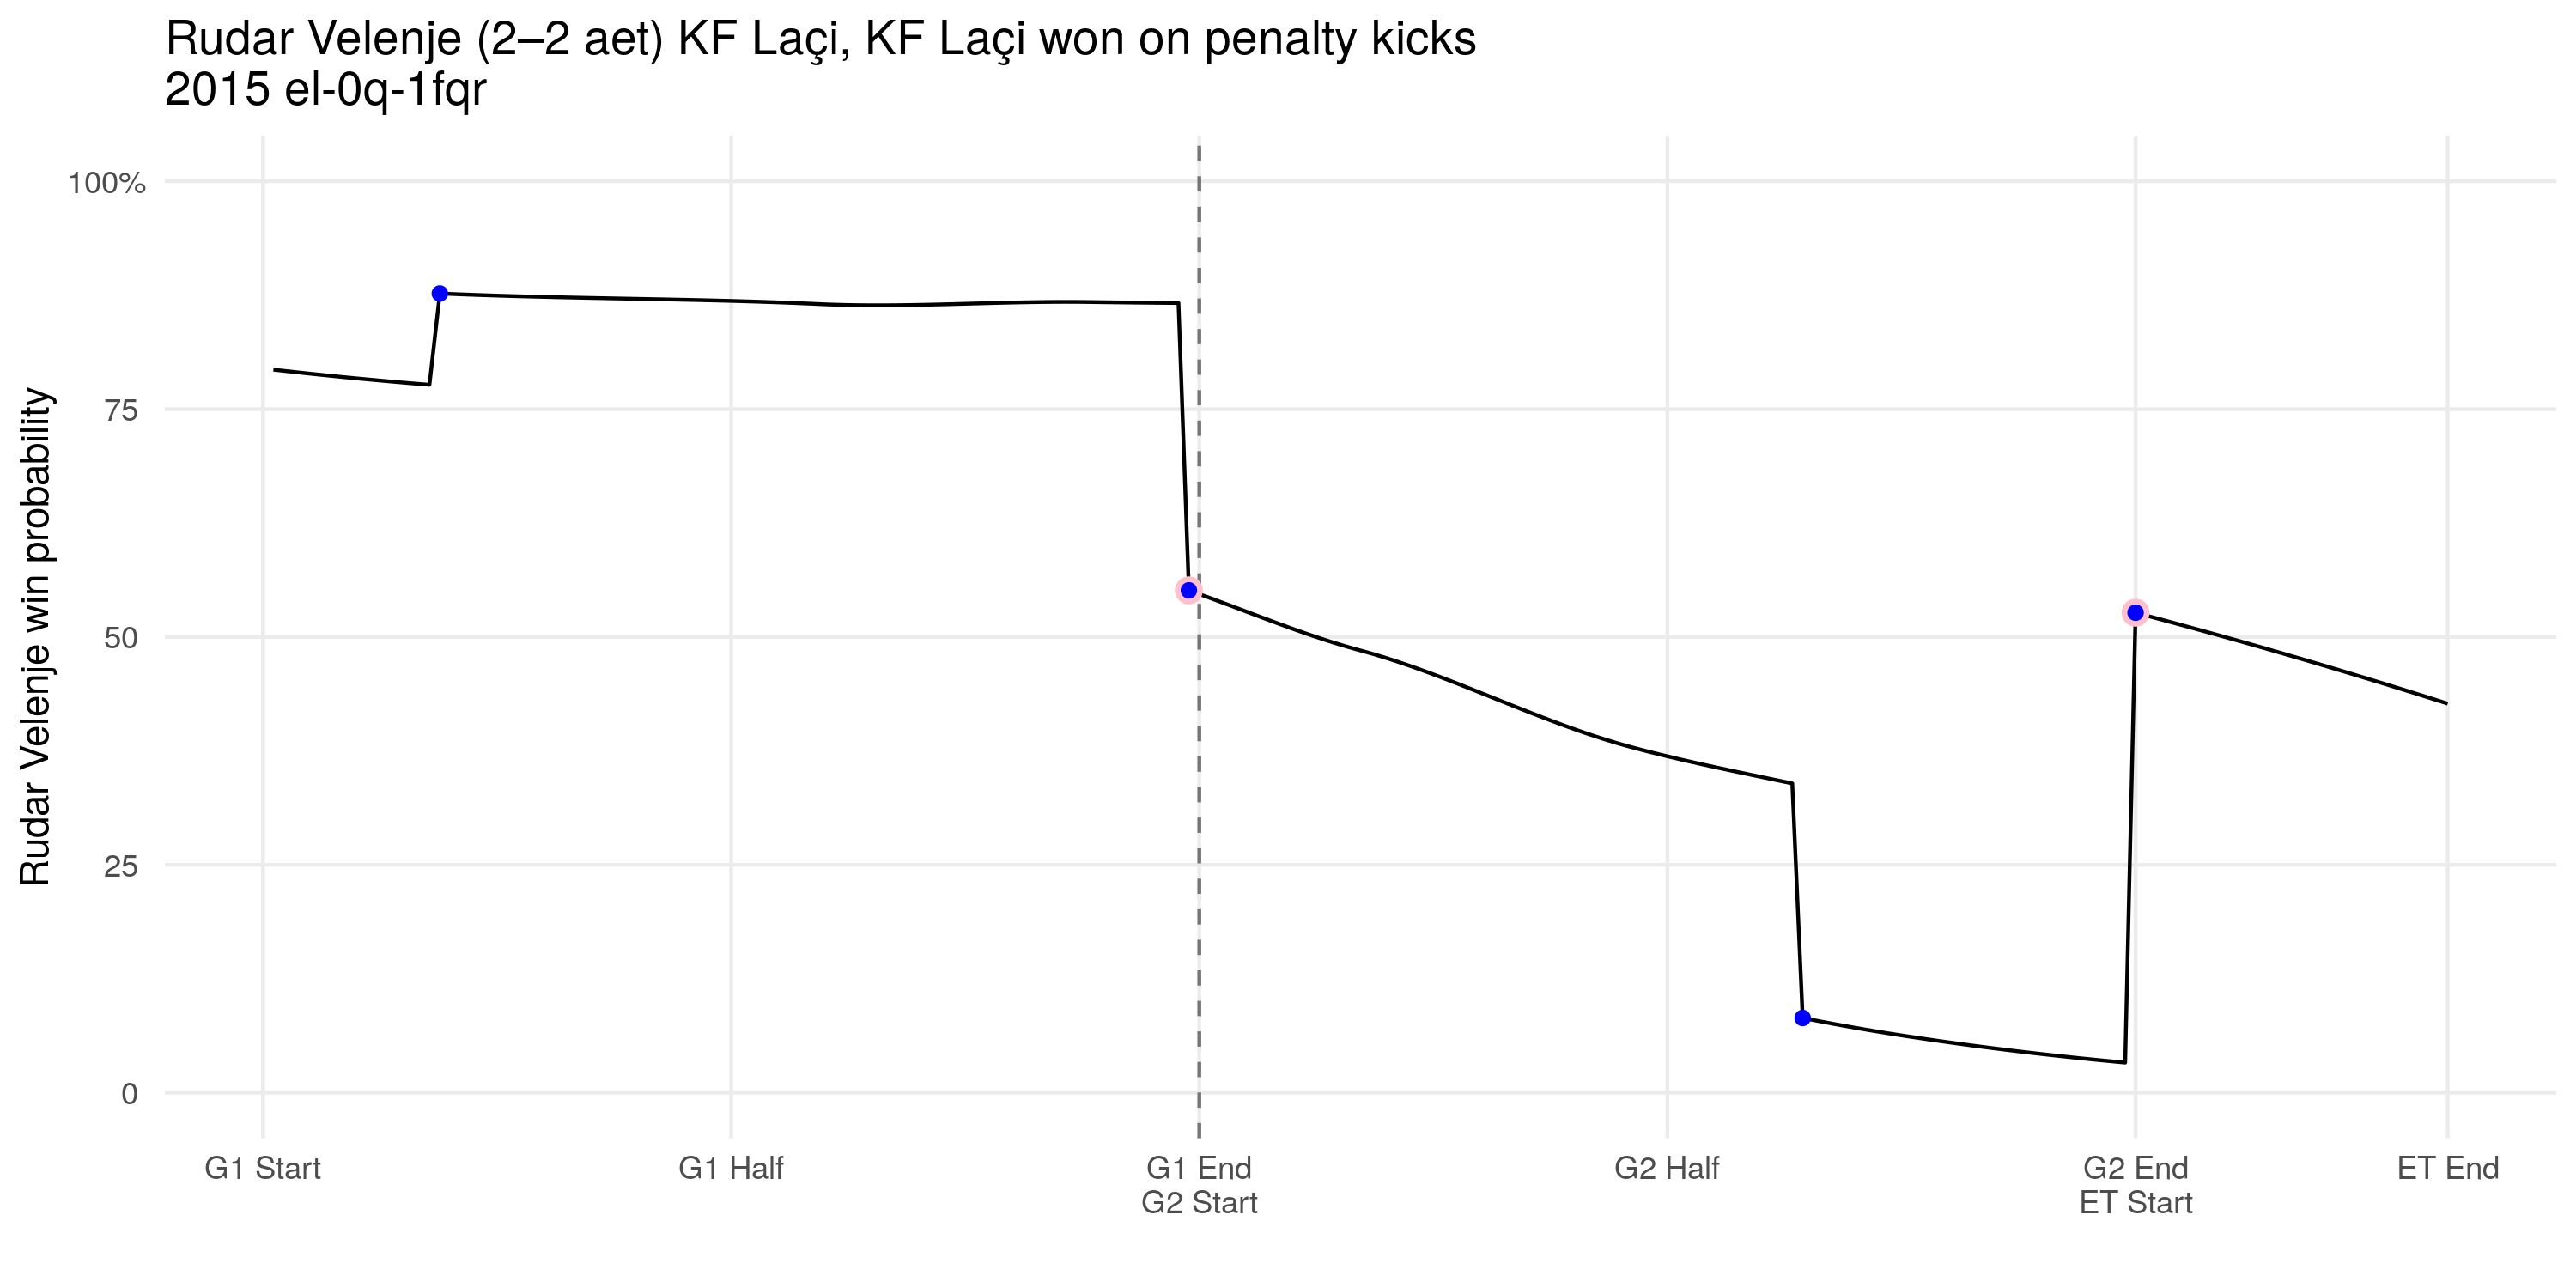 Rudar Velenje (2–2 aet) KF Laçi, KF Laçi won on penalty kicks
2015 el-0q-1fqr
Rudar Velenje win probability
100%
75
50
25
0
G1 Start
G1 Half
G1 End
G2 Start
G2 Half
G2 End
ET Start
ET End